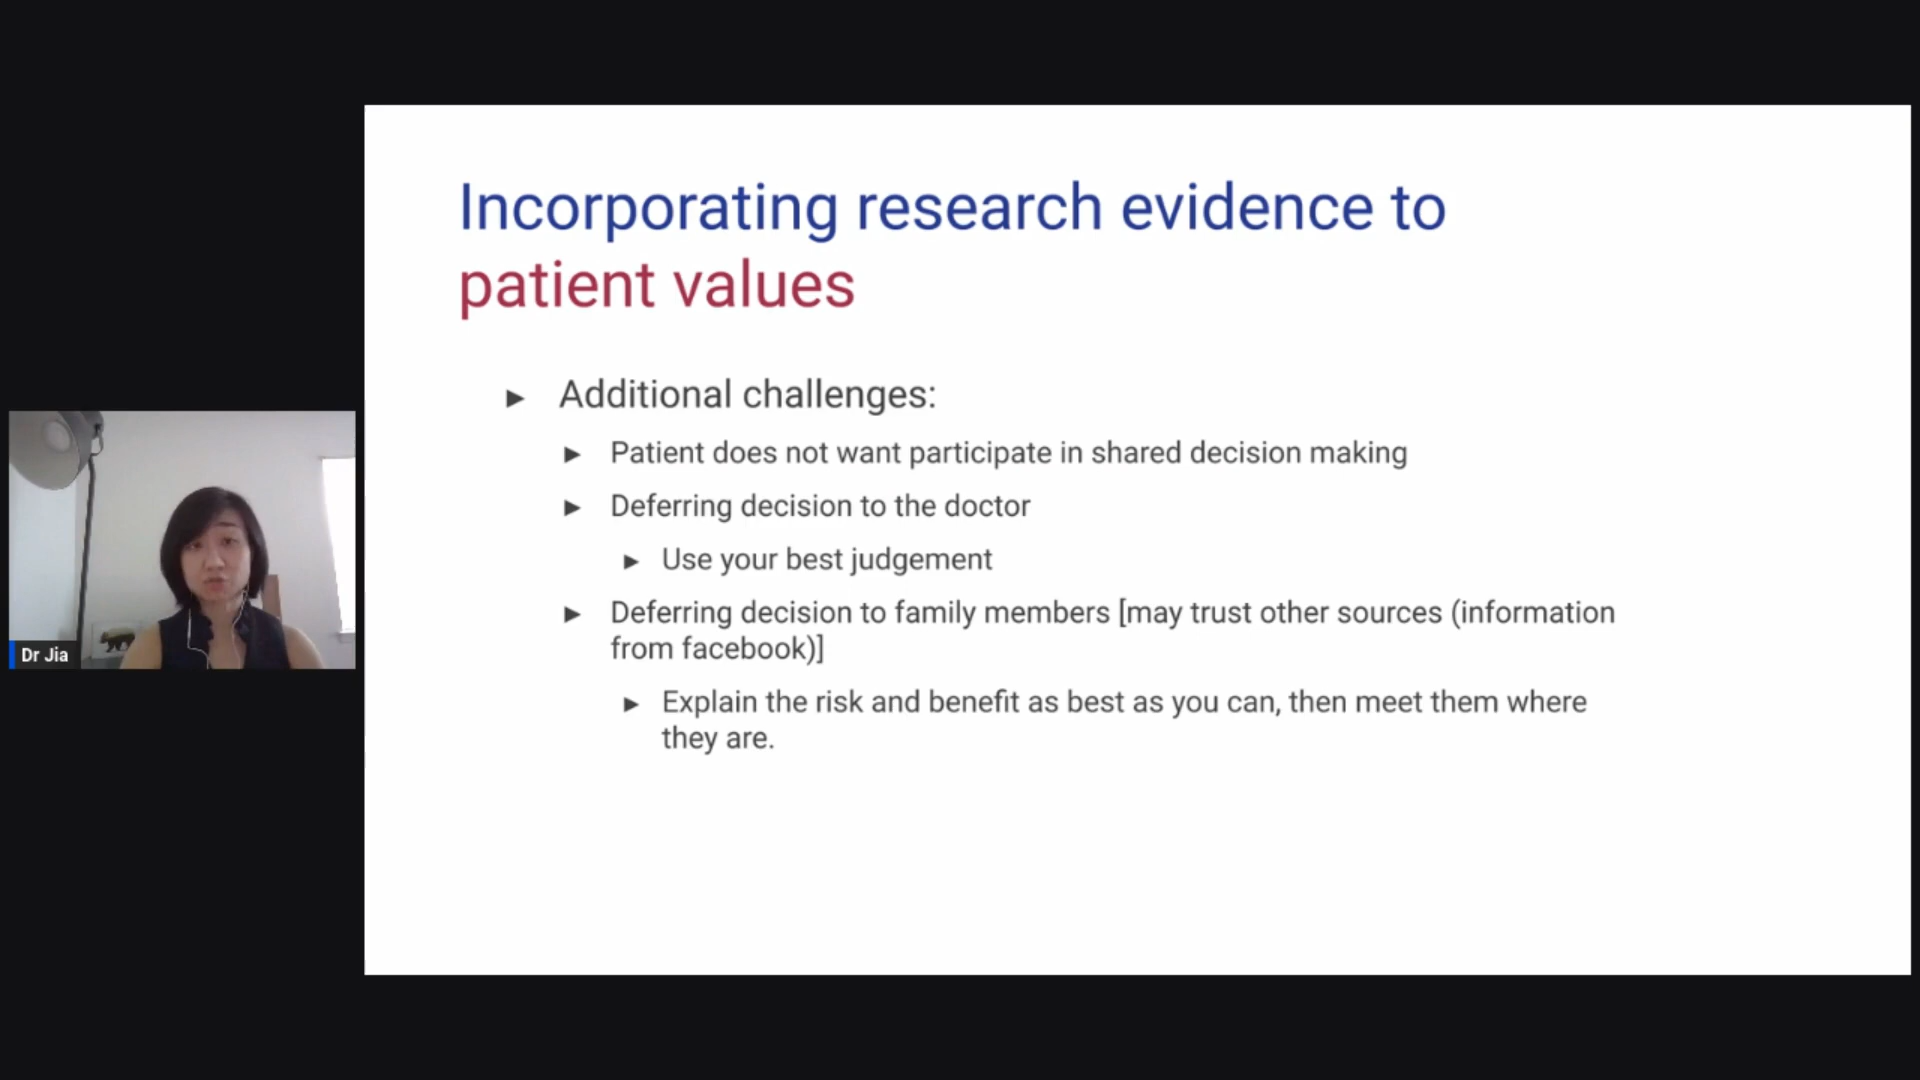 Incorporating research evidence to
patient values
Additional challenges:
Patient does not want participate in shared decision making
Deferring decision to the doctor
Use your best judgement
Deferring decision to family members [may trust other sources (information
from facebook)]
Explain the risk and benefit as best as you can, then meet them where
they are.
Dr Jia